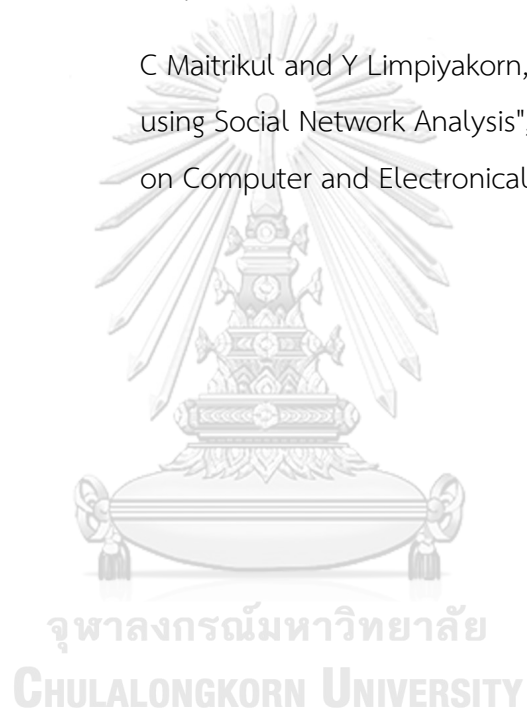 C Maitrikul and Y Limpiyakorn,
using Social Network Analysis",
on Computer and Electronical
จุฬาลงกรณ์มหาวิทยาลัย
CHULALONGKORN UNIVERSITY